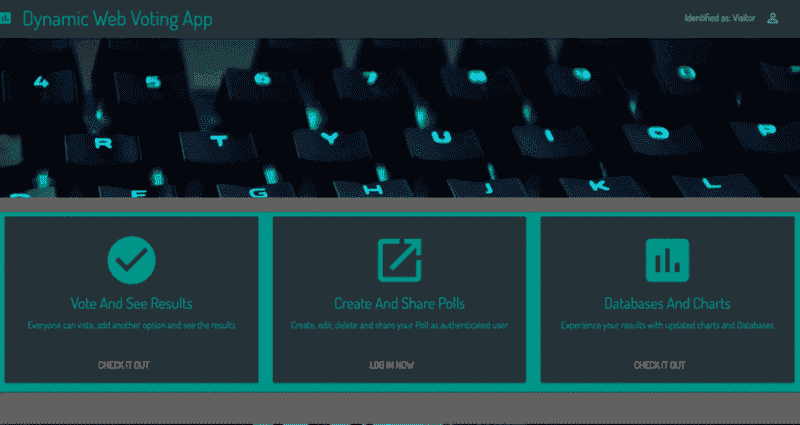 Dynamic Web Voting App
Identified as: Visitor
4 5 6 7 8 9 0
R T Y U I O P
D F G H J K L
Vote And See Results
Everyone can vote, add another option and see the results
CHECK IT OUT
Create And Share Polls
Create, edit, delete and share your Poll as authenticated user
LOG IN NOW
Databases And Charts
Experience your results with updated charts and Databases
CHECK IT OUT